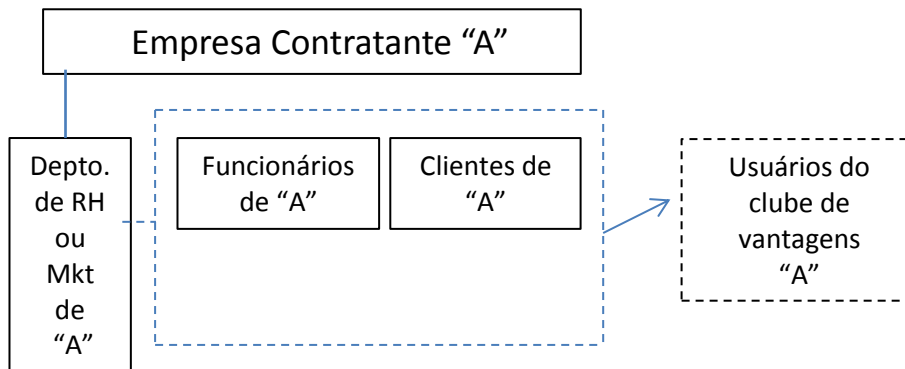 Empresa Contratante “A”
Depto.
de RH
ou
Mkt
de
“A”
Funcionários
de “A”
Clientes de
“A”
Usuários do
clube de
vantagens
“A”